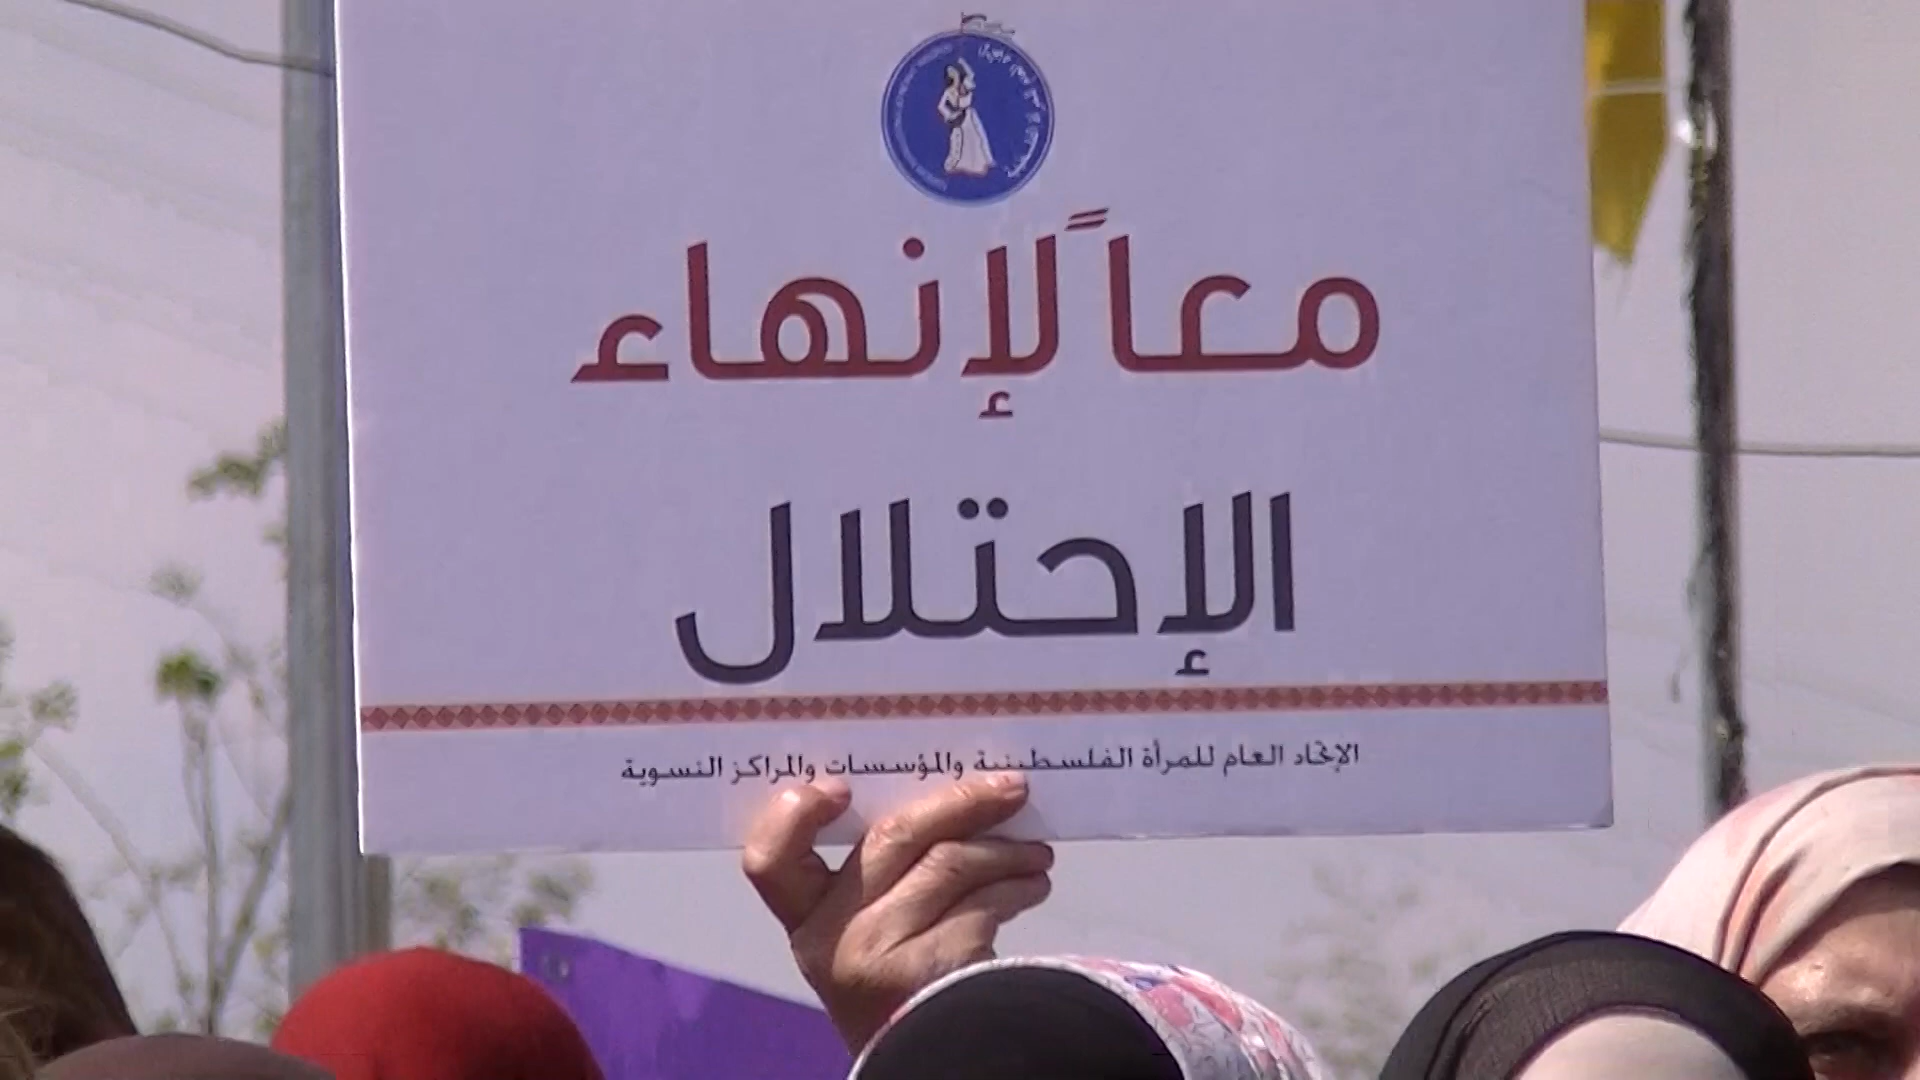 معاً لإنهاء
الإحتلال
الإتحاد العام للمرأة الفلسطينية والمؤسسات والمراكز النسوية